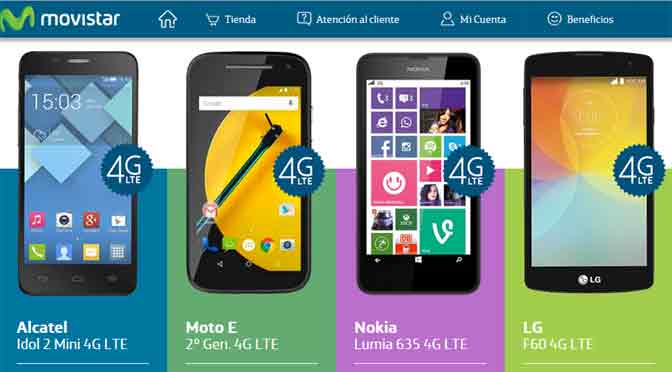 movistar
Tienda
Atención al cliente
Mi Cuenta
Beneficios
15:03
4G
LTE
Google
4G
LTE
NOKIA
4G
LTE
4G
LTE
LG
Alcatel
Idol 2 Mini 4G LTE
Moto E
2º Gen. 4G LTE
Nokia
Lumia 635 4G LTE
LG
F60 4G LTE